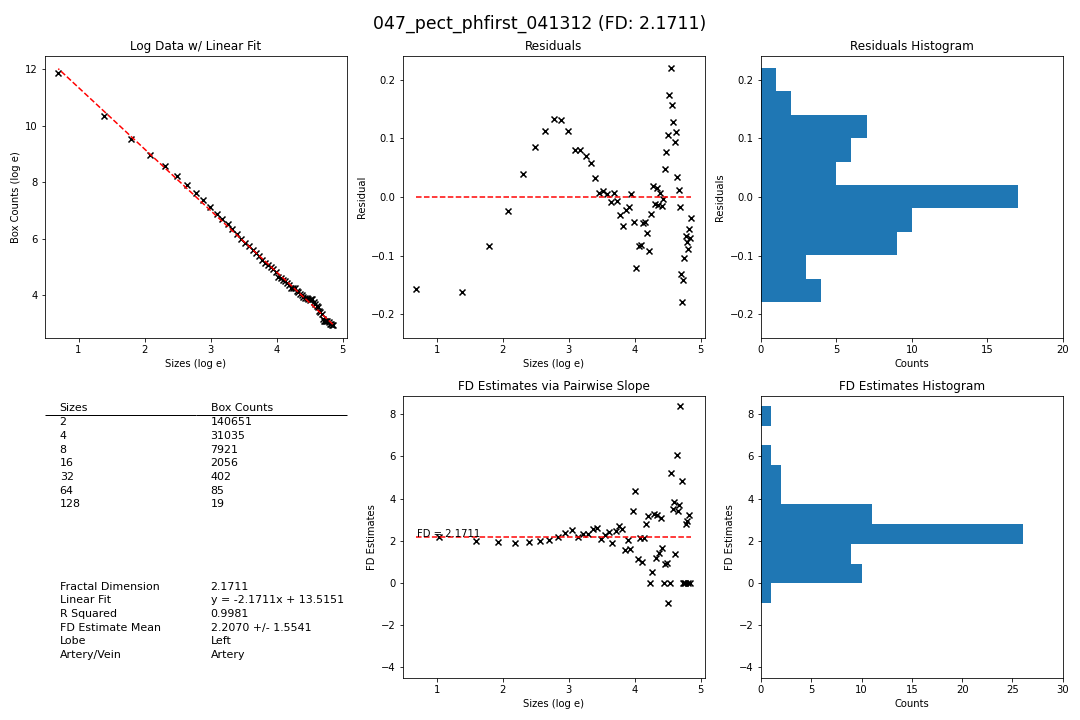 047_pect_phfirst_041312 (FD: 2.1711)
Log Data w/ Linear Fit
Box Counts (log e)
12
10
8
6
4
1 2 3 4 5
Sizes (log e)
Residuals
Residual
0.2
0.1
0.0
−0.1
−0.2
1 2 3 4 5
Sizes (log e)
Residuals Histogram
Residuals
0.2
0.1
0.0
−0.1
−0.2
0 5 10 15 20
Counts
Sizes Box Counts
2 140651
4 31035
8 7921
16 2056
32 402
64 85
128 19
Fractal Dimension 2.1711
Linear Fit y = -2.1711x + 13.5151
R Squared 0.9981
FD Estimate Mean 2.2070 +/- 1.5541
Lobe Left
Artery/Vein Artery
FD Estimates via Pairwise Slope
FD Estimates
8
6
4
2
0
−2
−4
FD = 2.1711
1 2 3 4 5
Sizes (log e)
FD Estimates Histogram
FD Estimates
8
6
4
2
0
−2
−4
0 5 10 15 20 25 30
Counts